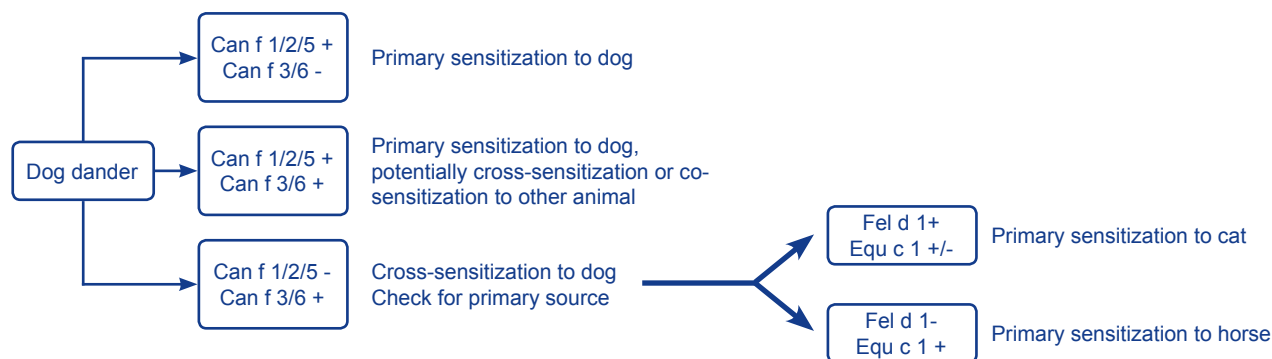 Can f 1/2/5 +
Can f 3/6 -
Primary sensitization to dog
Dog dander
Can f 1/2/5 +
Can f 3/6 +
Primary sensitization to dog,
potentially cross-sensitization or co-
sensitization to other animal
Can f 1/2/5 -
Can f 3/6 +
Cross-sensitization to dog
Check for primary source
Fel d 1+
Equ c 1 +/-
Primary sensitization to cat
Fel d 1-
Equ c 1 +
Primary sensitization to horse